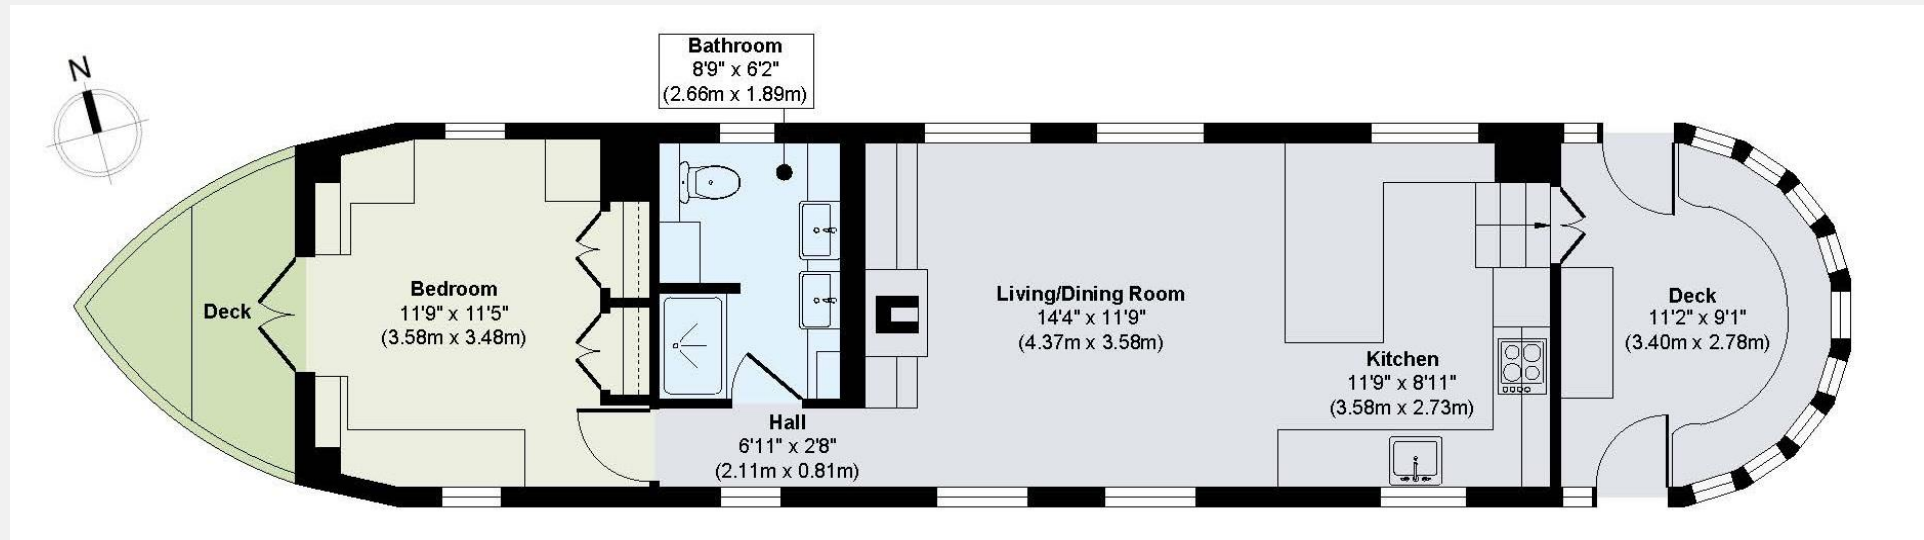 N
Bathroom
8'9" x 6'2"
(2.66m x 1.89m)
Deck
Bedroom
11'9" x 11'5"
(3.58m x 3.48m)
Hall
6'11" x 2'8"
(2.11m x 0.81m)
Living/Dining Room
14'4" x 11'9"
(4.37m x 3.58m)
Kitchen
11'9" x 8'11"
(3.58m x 2.73m)
Deck
11'2" x 9'1"
(3.40m x 2.78m)